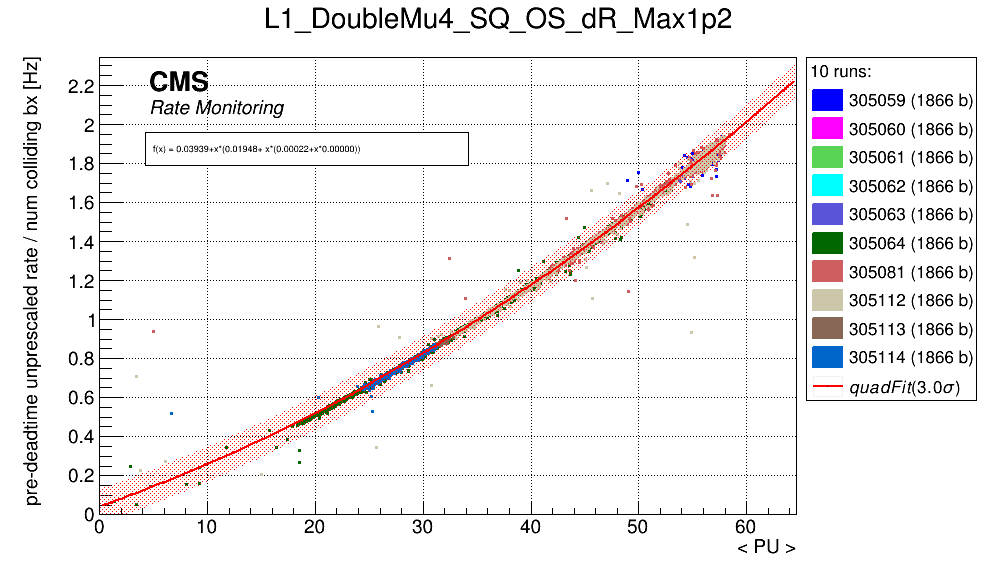 L1_DoubleMu4_SQ_OS_dR_Max1p2
pre-deadtime unprescaled rate / num colliding bx [Hz]
CMS
Rate Monitoring
f(x) = 0.03939+x*(0.01948+ x*(0.00022+x*0.00000))
2.2
2
1.8
1.6
1.4
1.2
1
0.8
0.6
0.4
0.2
0
0 10 20 30 40 50 60
< PU >
10 runs:
305059 (1866 b)
305060 (1866 b)
305061 (1866 b)
305062 (1866 b)
305063 (1866 b)
305064 (1866 b)
305081 (1866 b)
305112 (1866 b)
305113 (1866 b)
305114 (1866 b)
quadFit(3.0σ)